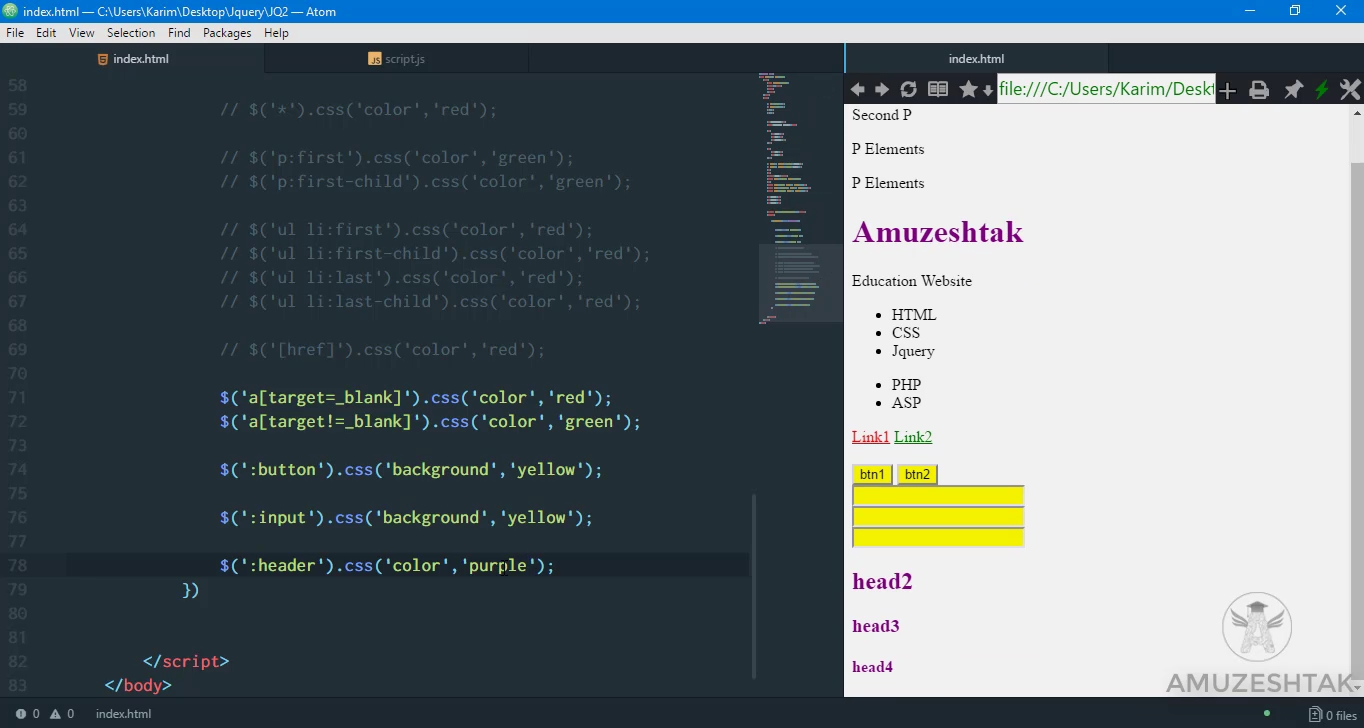 index.html — C:\Users\Karim\Desktop\Jquery\JQ2 — Atom
File Edit View Selection Find Packages Help
index.html
JS script.js
index.html
58
59 // $('*').css('color','red');
60
61 // $('p:first').css('color','green');
62 // $('p:first-child').css('color','green');
63
64 // $('ul li:first').css('color','red');
65 // $('ul li:first-child').css('color','red');
66 // $('ul li:last').css('color','red');
67 // $('ul li:last-child').css('color','red');
68
69 // $('[href]').css('color','red');
70
71 $('a[target=_blank]').css('color','red');
72 $('a[target!=_blank]').css('color','green');
73
74 $(':button').css('background','yellow');
75
76 $(':input').css('background','yellow');
77
78 $(':header').css('color','purple');
79 })
80
81
82 </script>
83 </body>
file:///C:/Users/Karim/Deskt
Second P
P Elements
P Elements
Amuzeshtak
Education Website
HTML
CSS
Jquery
PHP
ASP
Link1 Link2
btn1 btn2
head2
head3
head4
AMUZESHTAK
0 0 index.html
0 files